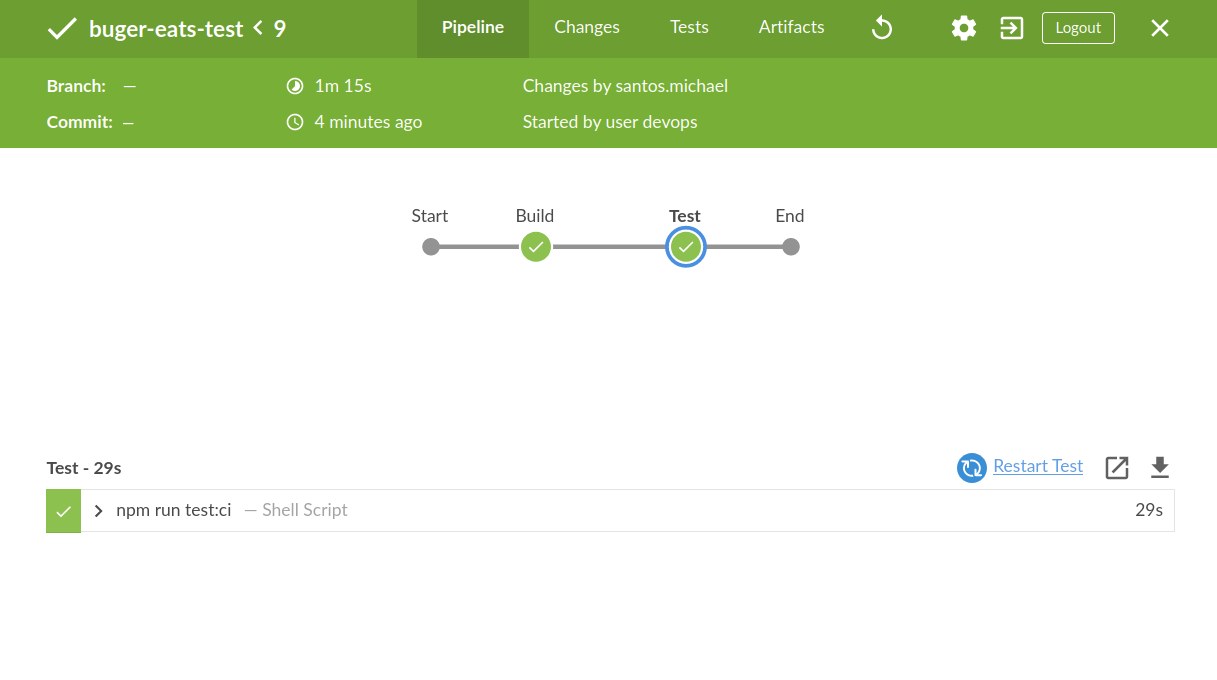 buger-eats-test < 9
Pipeline
Changes
Tests
Artifacts
Logout
Branch: —
1m 15s
Changes by santos.michael
Commit: —
4 minutes ago
Started by user devops
Start
Build
Test
End
Test - 29s
Restart Test
npm run test:ci — Shell Script
29s